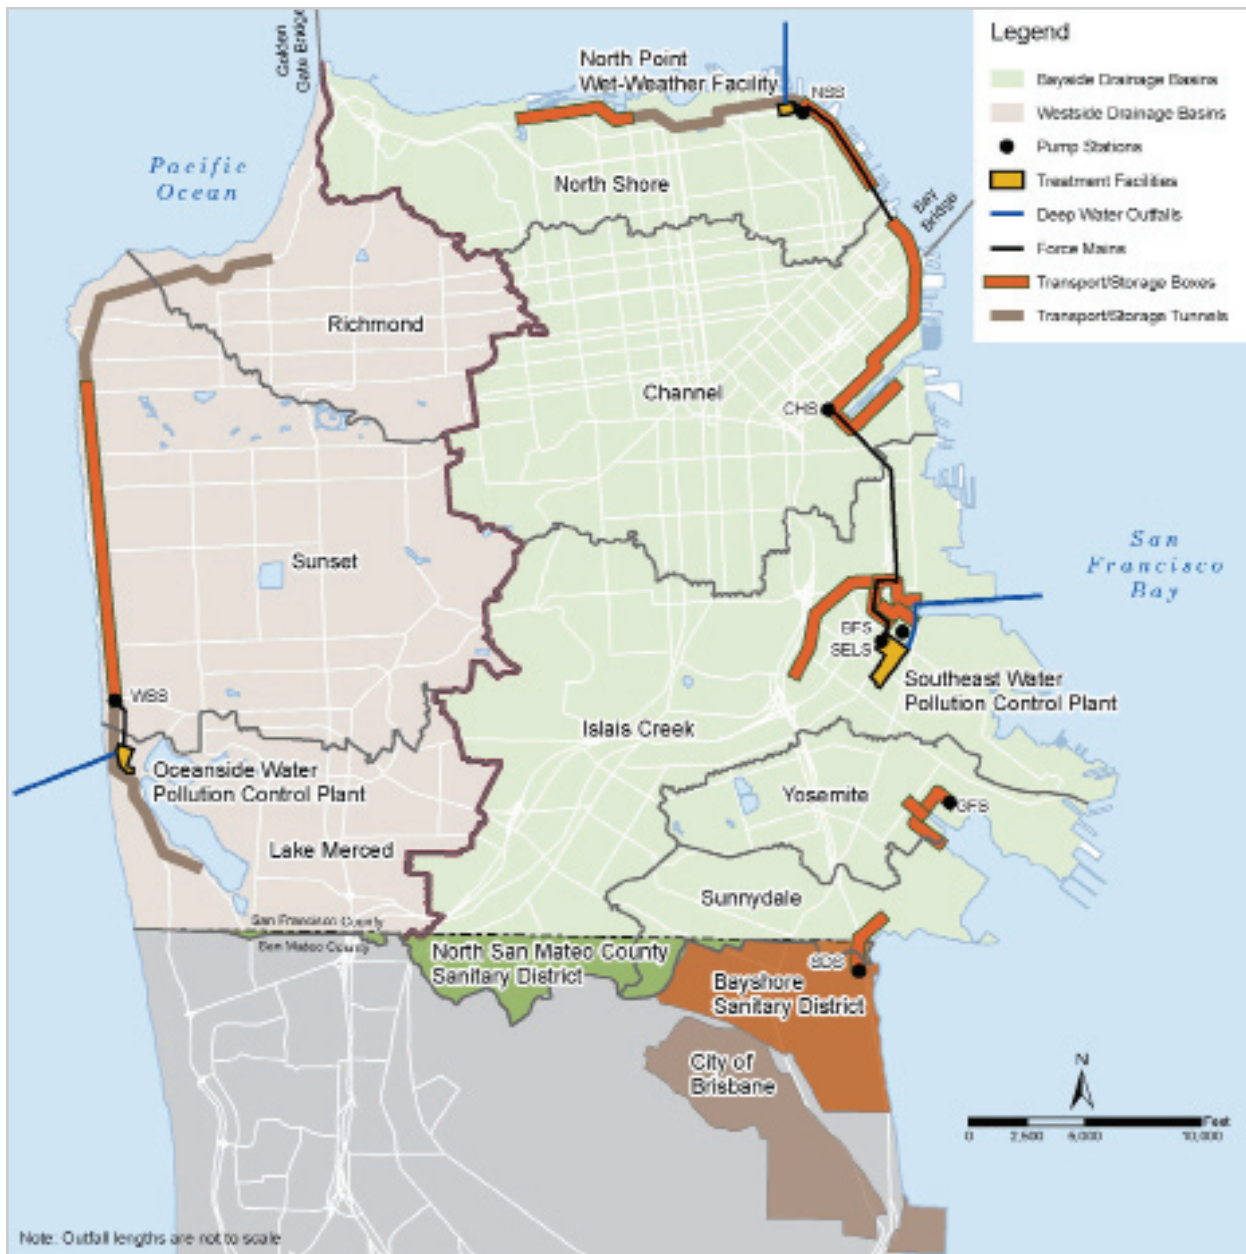 Golden
Gate Bridge
North Point
Wet-Weather Facility
NSS
Legend
Bayside Drainage Basins
Westside Drainage Basins
Pump Stations
Treatment Facilities
Deep Water Outfalls
Force Mains
Transport/Storage Boxes
Transport/Storage Tunnels
Pacific
Ocean
North Shore
Bay
Bridge
Richmond
Channel
CHS
Sunset
San
Francisco
Bay
BFS
SELS
Southeast Water
Pollution Control Plant
WSS
Islais Creek
Oceanside Water
Pollution Control Plant
Yosemite
GFS
Lake Merced
Sunnydale
San Francisco County
San Mateo County
North San Mateo County
Sanitary District
SDS
Bayshore
Sanitary District
City of
Brisbane
N
Feet
0 2,500 5,000 10,000
Note: Outfall lengths are not to scale